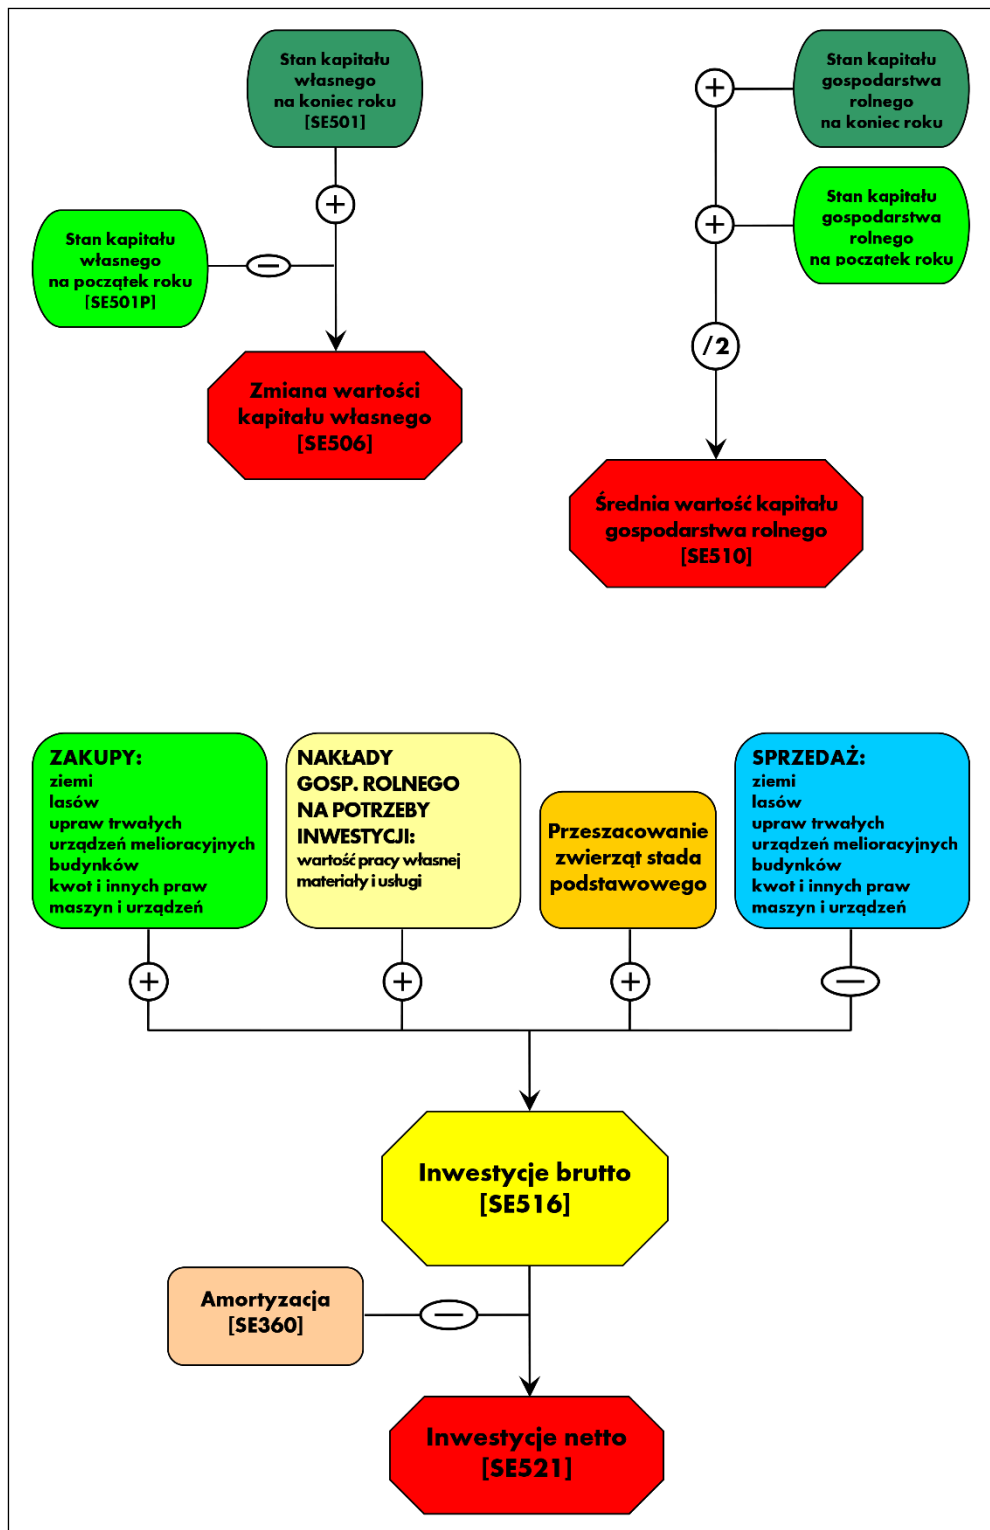 Stan kapitału
własnego
na koniec roku
[SE501]
+
Stan kapitału
własnego
na początek roku
[SE501P]
−
Zmiana wartości
kapitału własnego
[SE506]
Stan kapitału
gospodarstwa
rolnego
na koniec roku
+
Stan kapitału
gospodarstwa
rolnego
na początek roku
+
/2
Średnia wartość kapitału
gospodarstwa rolnego
[SE510]
ZAKUPY:
ziemi
lasów
upraw trwałych
urządzeń melioracyjnych
budynków
kwot i innych praw
maszyn i urządzeń
+
NAKŁADY
GOSP. ROLNEGO
NA POTRZEBY
INWESTYCJI:
wartość pracy własnej
materiały i usługi
+
Przeszacowanie
zwierząt stada
podstawowego
+
SPRZEDAŻ:
ziemi
lasów
upraw trwałych
urządzeń melioracyjnych
budynków
kwot i innych praw
maszyn i urządzeń
−
Inwestycje brutto
[SE516]
Amortyzacja
[SE360]
−
Inwestycje netto
[SE521]